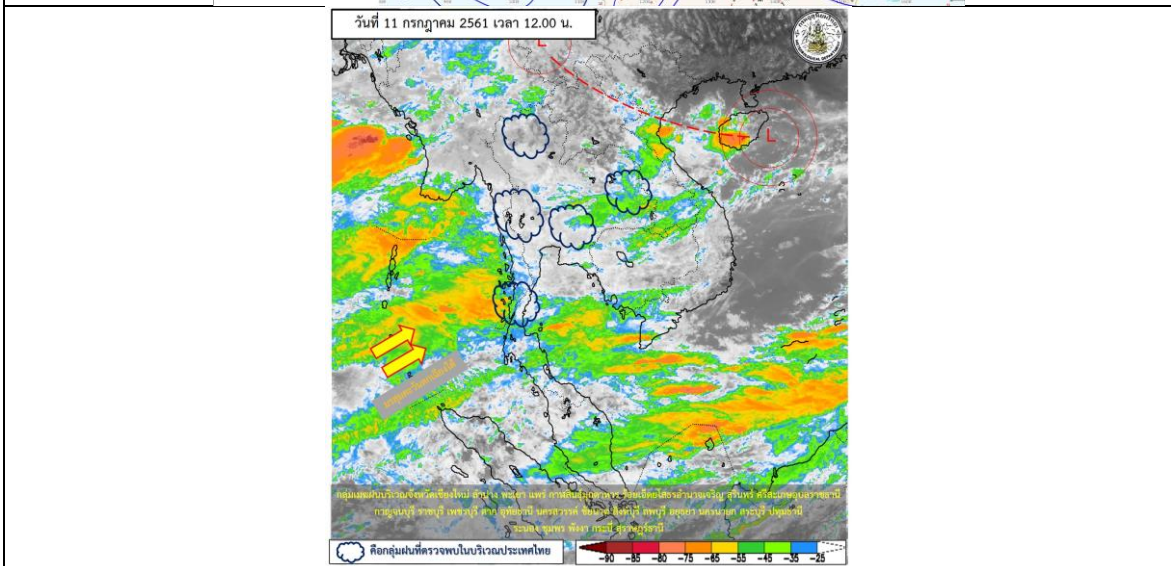 วันที่ 11 กรกฎาคม 2561 เวลา 12.00 น.
L
L
กลุ่มเมฆฝนบริเวณจังหวัดเชียงใหม่ ลำปาง พะเยา แพร่ กาฬสินธุ์มุกดาหาร ร้อยเอ็ดยโสธรอำนาจเจริญ สุรินทร์ ศรีสะเกษอุบลราชธานี
กาญจนบุรี ราชบุรี เพชรบุรี ตาก อุทัยธานี นครสวรรค์ ชัยนาท สิงห์บุรี ลพบุรี อยุธยา นครนายก สระบุรี ปทุมธานี
ระนอง ชุมพร พังงา กระบี่ สุราษฎร์ธานี
คือกลุ่มฝนที่ตรวจพบในบริเวณประเทศไทย
-90 -85 -80 -75 -65 -55 -45 -35 -25